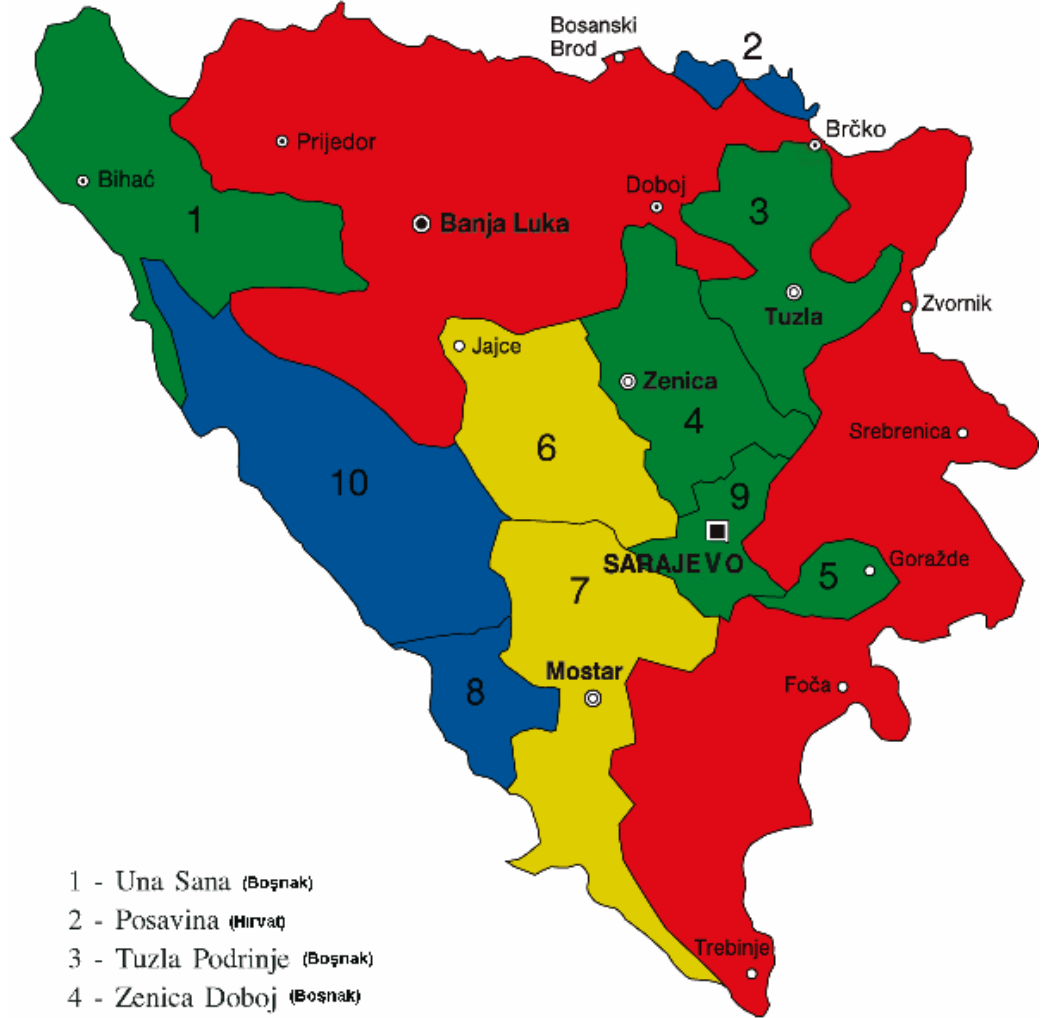 Bosanski
Brod
2
Brčko
Prijedor
Bihać
Doboj
1
Banja Luka
3
Zvornik
Tuzla
Jajce
Zenica
4
Srebrenica
6
10
9
SARAJEVO
Goražde
5
7
Mostar
Foča
8
Trebinje
1 - Una Sana (Boşnak)
2 - Posavina (Hırvat)
3 - Tuzla Podrinje (Boşnak)
4 - Zenica Doboj (Boşnak)